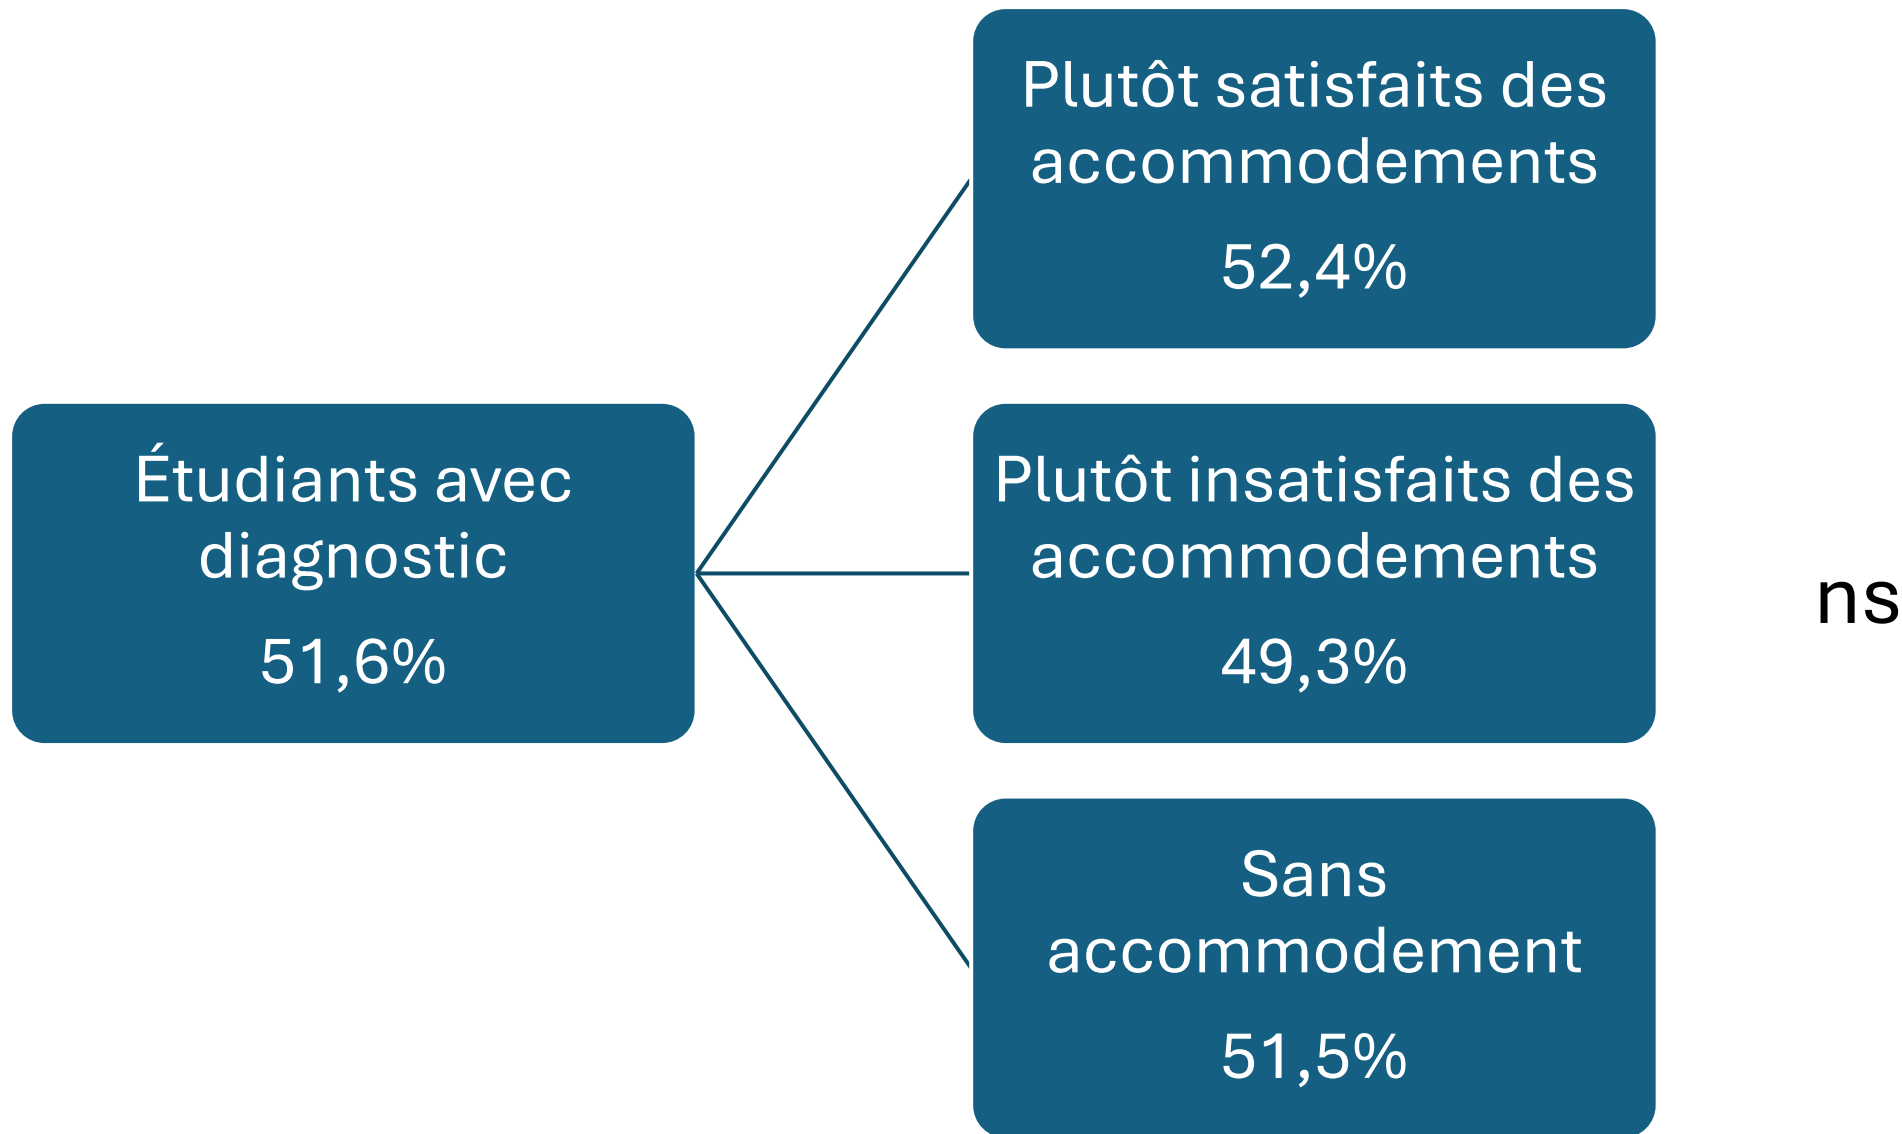 Étudiants avec
diagnostic
51,6%
Plutôt satisfaits des
accommodements
52,4%
Plutôt insatisfaits des
accommodements
49,3%
Sans
accommodement
51,5%
ns